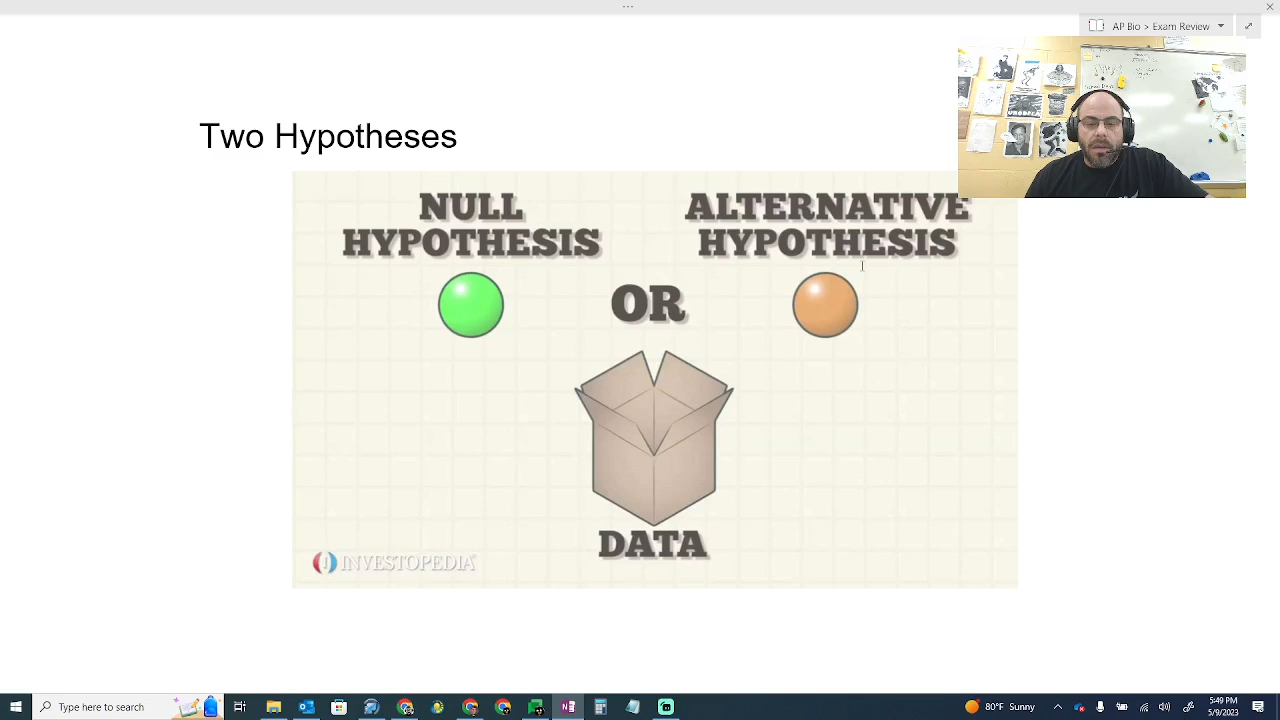 AP Bio > Exam Review
Two Hypotheses
NULL
HYPOTHESIS
ALTERNATIVE
HYPOTHESIS
OR
DATA
INVESTOPEDIA
Type here to search
80°F Sunny
5:49 PM
5/9/2023